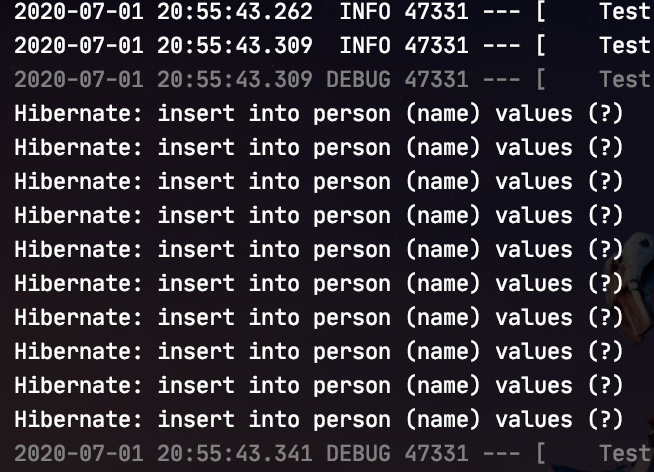 2020-07-01 20:55:43.262  INFO 47331 --- [    Test
2020-07-01 20:55:43.309  INFO 47331 --- [    Test
2020-07-01 20:55:43.309 DEBUG 47331 --- [    Test
Hibernate: insert into person (name) values (?)
Hibernate: insert into person (name) values (?)
Hibernate: insert into person (name) values (?)
Hibernate: insert into person (name) values (?)
Hibernate: insert into person (name) values (?)
Hibernate: insert into person (name) values (?)
Hibernate: insert into person (name) values (?)
Hibernate: insert into person (name) values (?)
Hibernate: insert into person (name) values (?)
Hibernate: insert into person (name) values (?)
2020-07-01 20:55:43.341 DEBUG 47331 --- [    Test